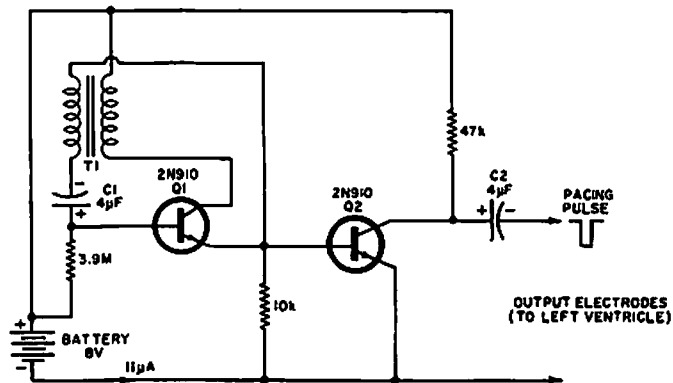 T1
C1
4µF
-
+
3.9M
2N910
Q1
2N910
Q2
47k
C2
4µF
+
-
PACING
PULSE
10k
OUTPUT ELECTRODES
(TO LEFT VENTRICLE)
+
BATTERY
8V
-
11µA